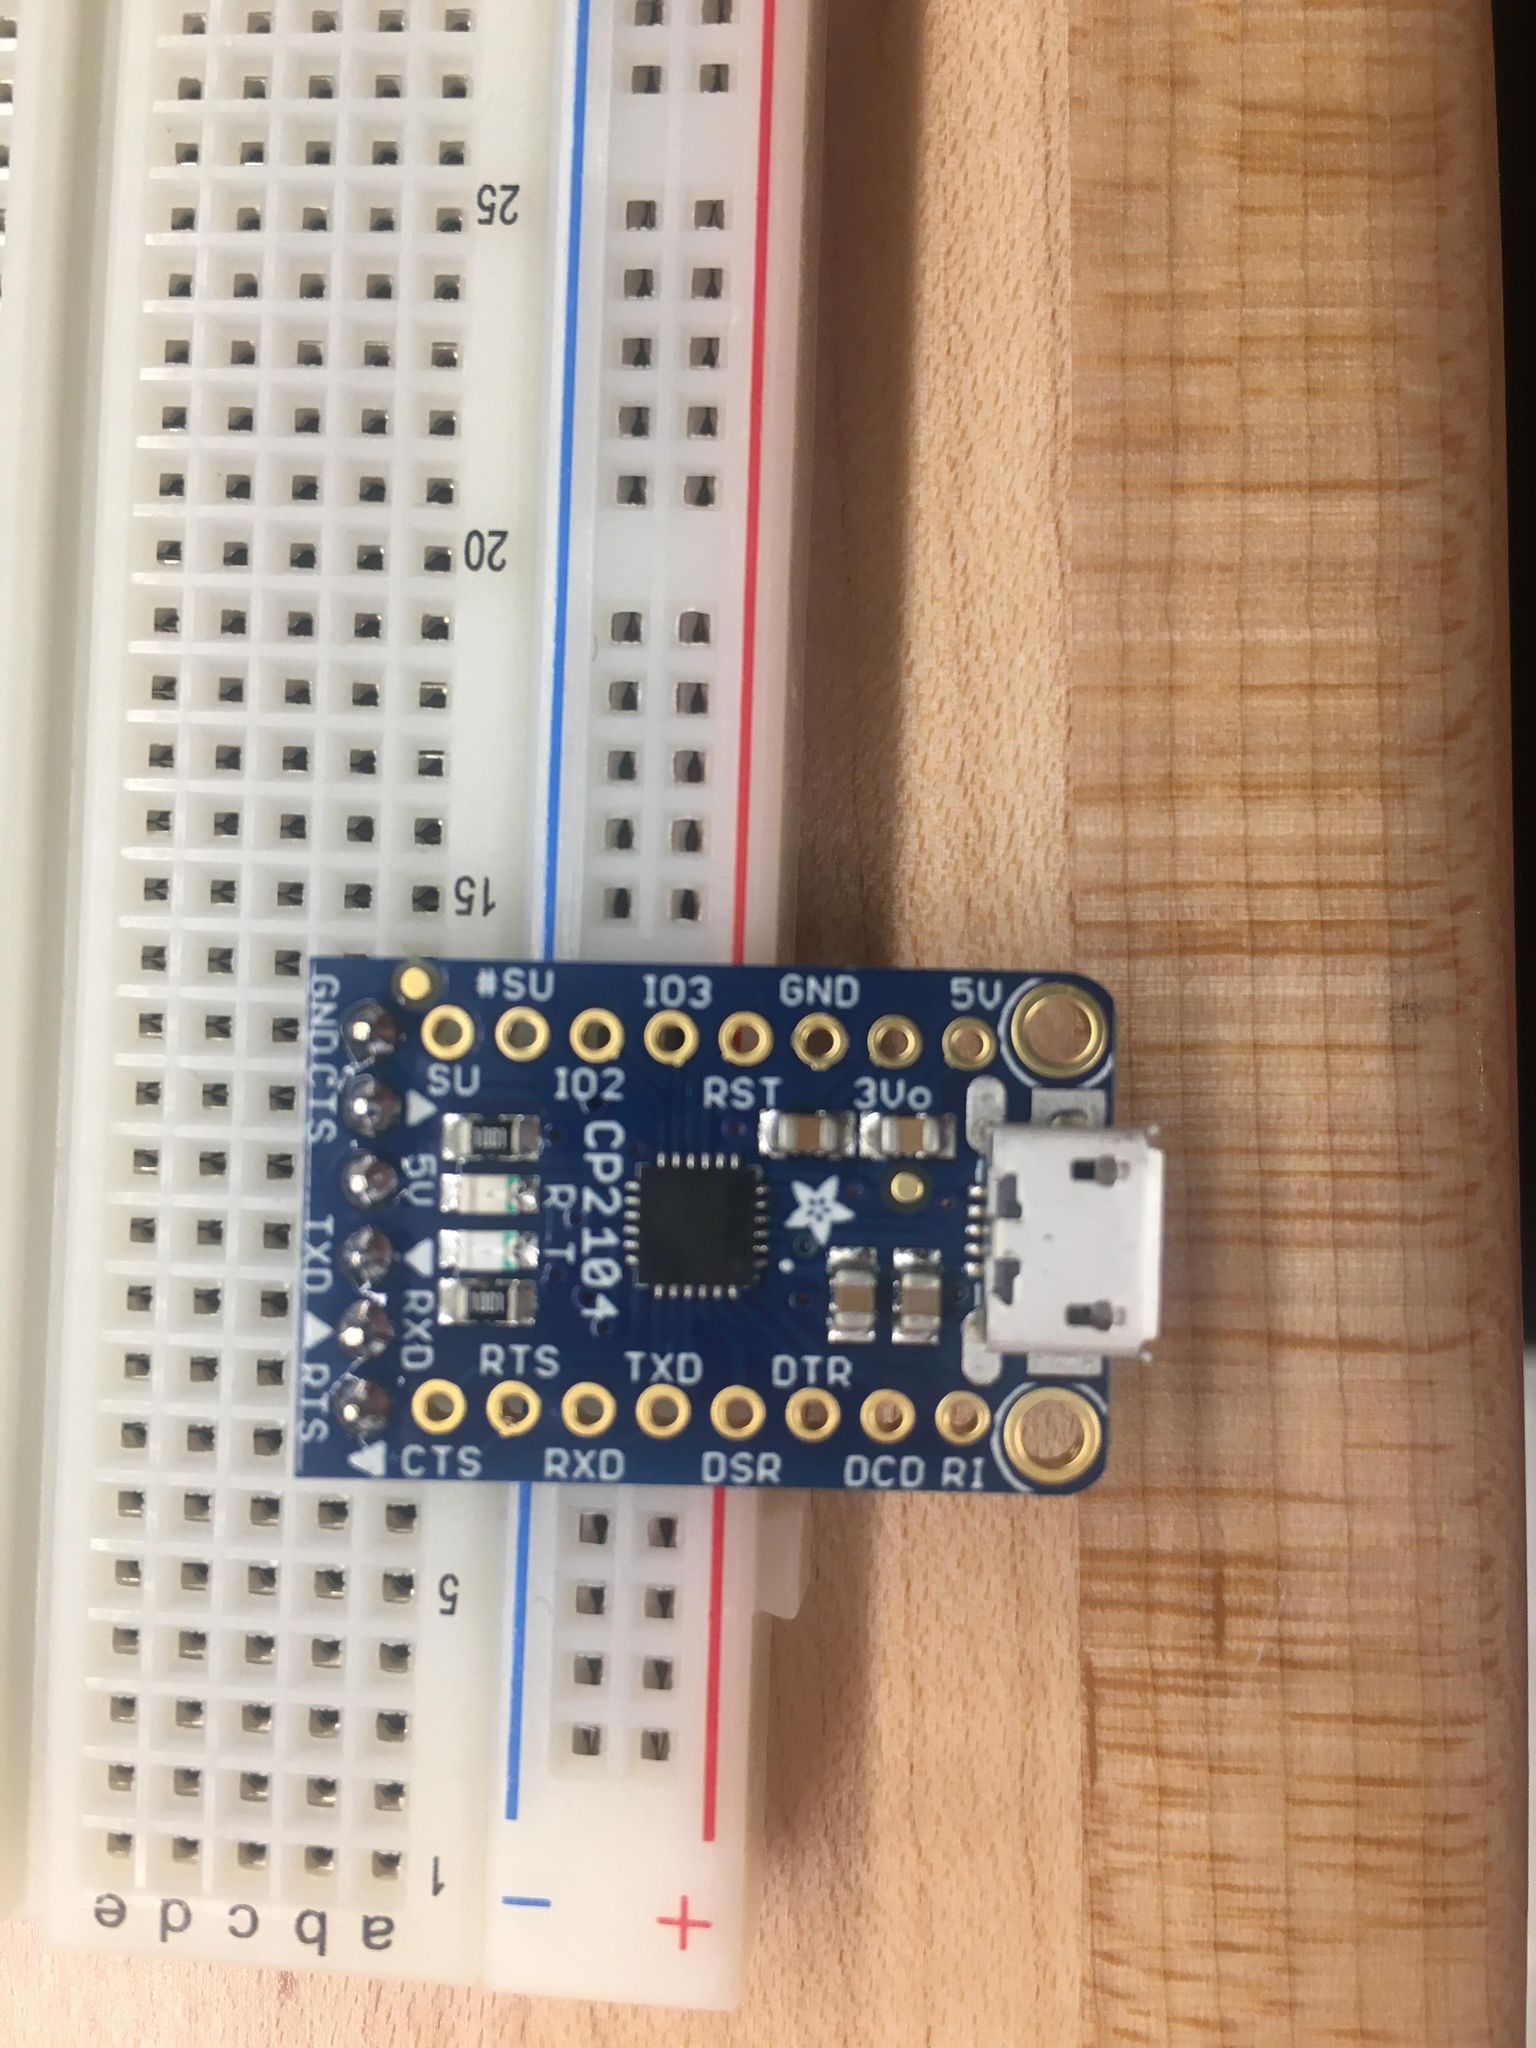 25
20
15
#SU IO3 GND 5V
SU IO2 RST 3Vo
GND
CTS
5V
TXD
RXD
RTS
R T
CP2104
RTS TXD DTR
CTS RXD DSR DCD RI
5
1
a b c d e
− +